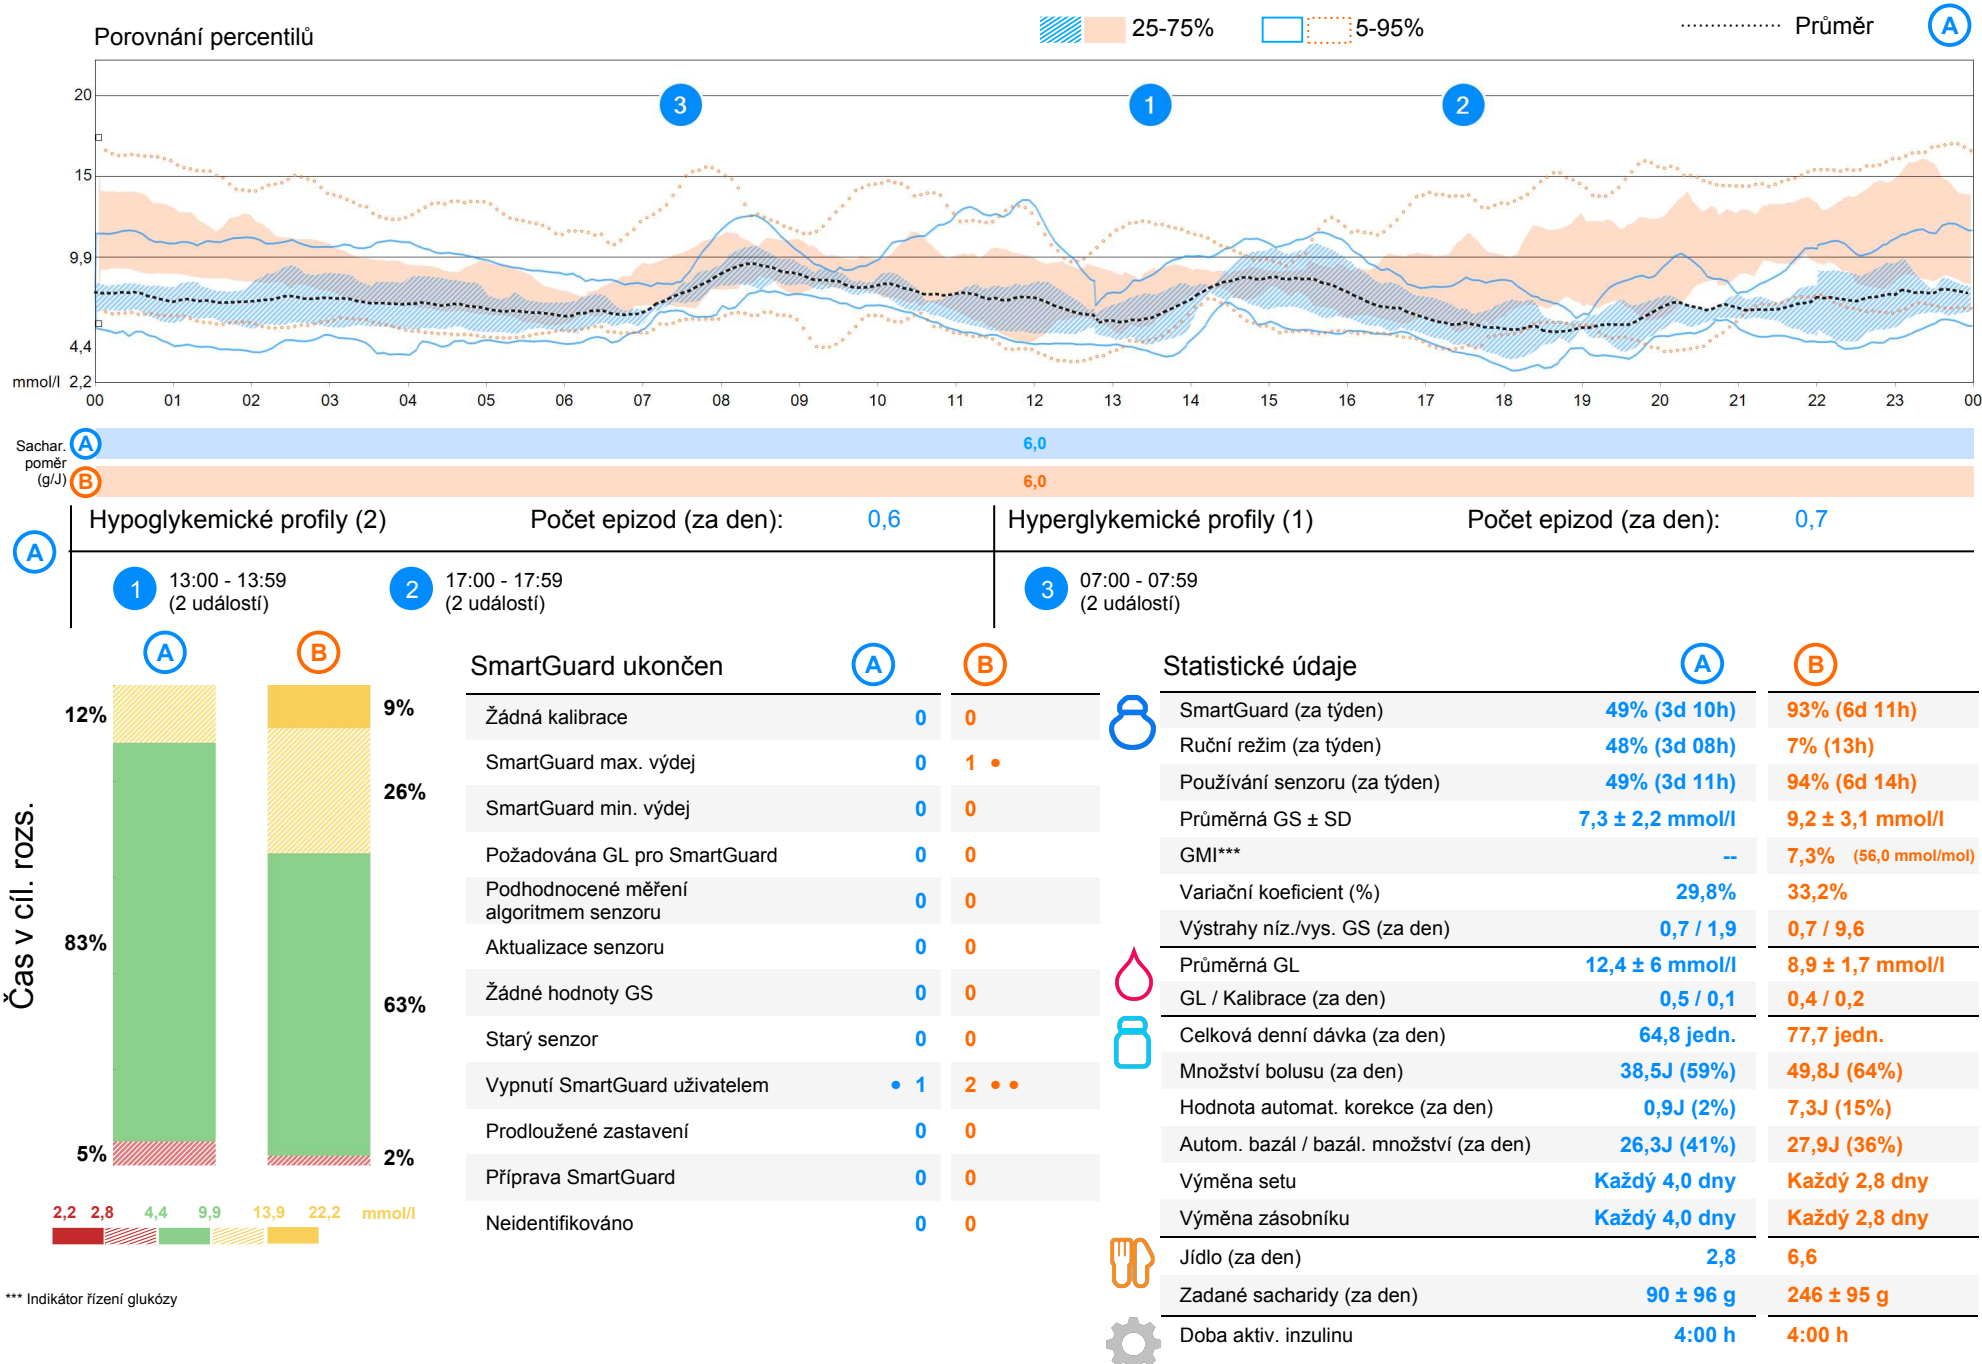 Porovnání percentilů
25-75%
5-95%
Průměr
A
20
15
9,9
4,4
mmol/l 2,2
3
1
2
00 01 02 03 04 05 06 07 08 09 10 11 12 13 14 15 16 17 18 19 20 21 22 23 00
Sachar.
poměr
(g/J)
A 6,0
B 6,0
A
Hypoglykemické profily (2) Počet epizod (za den): 0,6
Hyperglykemické profily (1) Počet epizod (za den): 0,7
1 13:00 - 13:59
(2 událostí)
2 17:00 - 17:59
(2 událostí)
3 07:00 - 07:59
(2 událostí)
Čas v cíl. rozs.
A B
12%
83%
5%
9%
26%
63%
2%
2,2 2,8 4,4 9,9 13,9 22,2 mmol/l
*** Indikátor řízení glukózy
SmartGuard ukončen A B
Žádná kalibrace 0 0
SmartGuard max. výdej 0 1 •
SmartGuard min. výdej 0 0
Požadována GL pro SmartGuard 0 0
Podhodnocené měření
algoritmem senzoru 0 0
Aktualizace senzoru 0 0
Žádné hodnoty GS 0 0
Starý senzor 0 0
Vypnutí SmartGuard uživatelem • 1 2 • •
Prodloužené zastavení 0 0
Příprava SmartGuard 0 0
Neidentifikováno 0 0
Statistické údaje A B
SmartGuard (za týden) 49% (3d 10h) 93% (6d 11h)
Ruční režim (za týden) 48% (3d 08h) 7% (13h)
Používání senzoru (za týden) 49% (3d 11h) 94% (6d 14h)
Průměrná GS ± SD 7,3 ± 2,2 mmol/l 9,2 ± 3,1 mmol/l
GMI*** -- 7,3% (56,0 mmol/mol)
Variační koeficient (%) 29,8% 33,2%
Výstrahy níz./vys. GS (za den) 0,7 / 1,9 0,7 / 9,6
Průměrná GL 12,4 ± 6 mmol/l 8,9 ± 1,7 mmol/l
GL / Kalibrace (za den) 0,5 / 0,1 0,4 / 0,2
Celková denní dávka (za den) 64,8 jedn. 77,7 jedn.
Množství bolusu (za den) 38,5J (59%) 49,8J (64%)
Hodnota automat. korekce (za den) 0,9J (2%) 7,3J (15%)
Autom. bazál / bazál. množství (za den) 26,3J (41%) 27,9J (36%)
Výměna setu Každý 4,0 dny Každý 2,8 dny
Výměna zásobníku Každý 4,0 dny Každý 2,8 dny
Jídlo (za den) 2,8 6,6
Zadané sacharidy (za den) 90 ± 96 g 246 ± 95 g
Doba aktiv. inzulinu 4:00 h 4:00 h